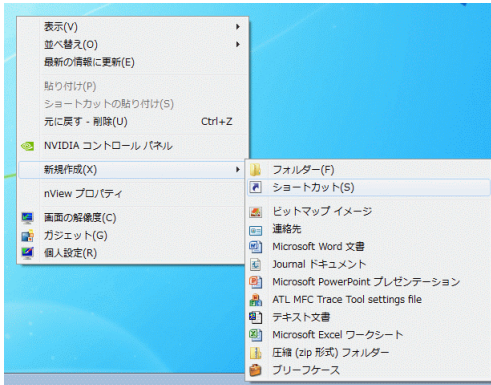 表示(V)
並べ替え(O)
最新の情報に更新(E)
貼り付け(P)
ショートカットの貼り付け(S)
元に戻す - 削除(U) Ctrl+Z
NVIDIA コントロール パネル
新規作成(X)
nView プロパティ
画面の解像度(C)
ガジェット(G)
個人設定(R)
フォルダー(F)
ショートカット(S)
ビットマップ イメージ
連絡先
Microsoft Word 文書
Journal ドキュメント
Microsoft PowerPoint プレゼンテーション
ATL MFC Trace Tool settings file
テキスト文書
Microsoft Excel ワークシート
圧縮 (zip 形式) フォルダー
ブリーフケース